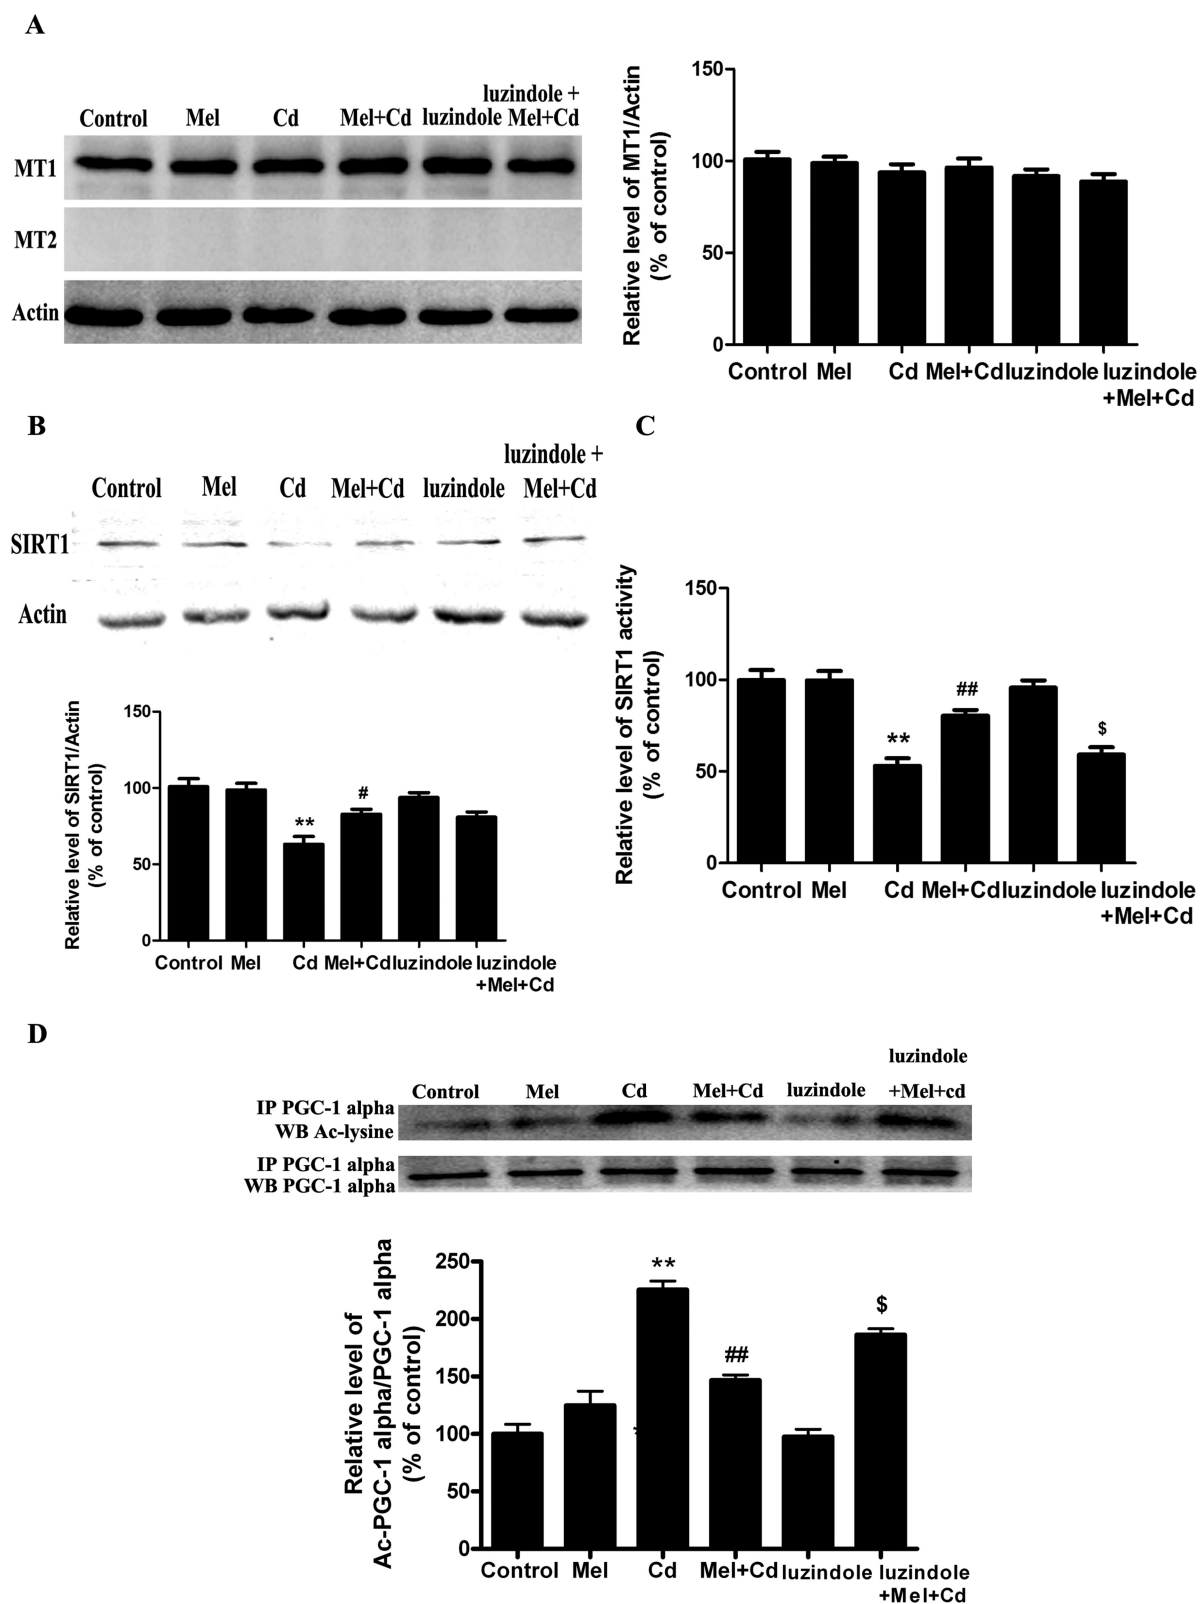 A
luzindole +
Control Mel Cd Mel+Cd luzindole Mel+Cd
MT1
MT2
Actin
Relative level of MT1/Actin
(% of control)
150
100
50
0
Control Mel Cd Mel+Cd luzindole luzindole
+Mel+Cd
B
luzindole +
Control Mel Cd Mel+Cd luzindole Mel+Cd
SIRT1
Actin
Relative level of SIRT1/Actin
(% of control)
150
100
50
0
** #
Control Mel Cd Mel+Cd luzindole luzindole
+Mel+Cd
C
Relative level of SIRT1 activity
(% of control)
150
100
50
0
** ## $
Control Mel Cd Mel+Cd luzindole luzindole
+Mel+Cd
D
luzindole
Control Mel Cd Mel+Cd luzindole +Mel+cd
IP PGC-1 alpha
WB Ac-lysine
IP PGC-1 alpha
WB PGC-1 alpha
Relative level of
Ac-PGC-1 alpha/PGC-1 alpha
(% of control)
250
200
150
100
50
0
** ## $
Control Mel Cd Mel+Cd luzindole luzindole
+Mel+Cd